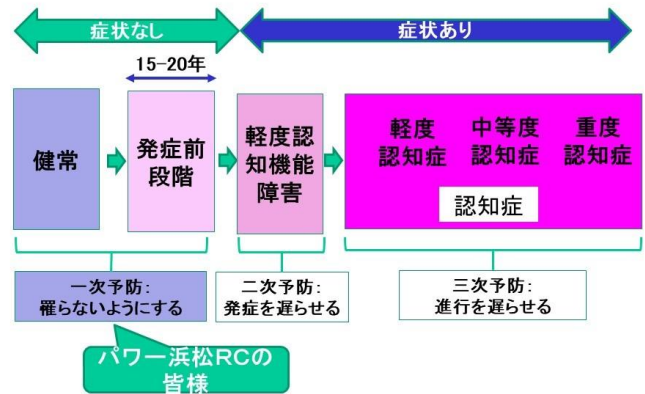 症状なし
症状あり
15-20年
健常
発症前
段階
軽度認
知機能
障害
軽度
認知症
中等度
認知症
重度
認知症
認知症
一次予防:
罹らないようにする
二次予防:
発症を遅らせる
三次予防:
進行を遅らせる
パワー浜松RCの
皆様